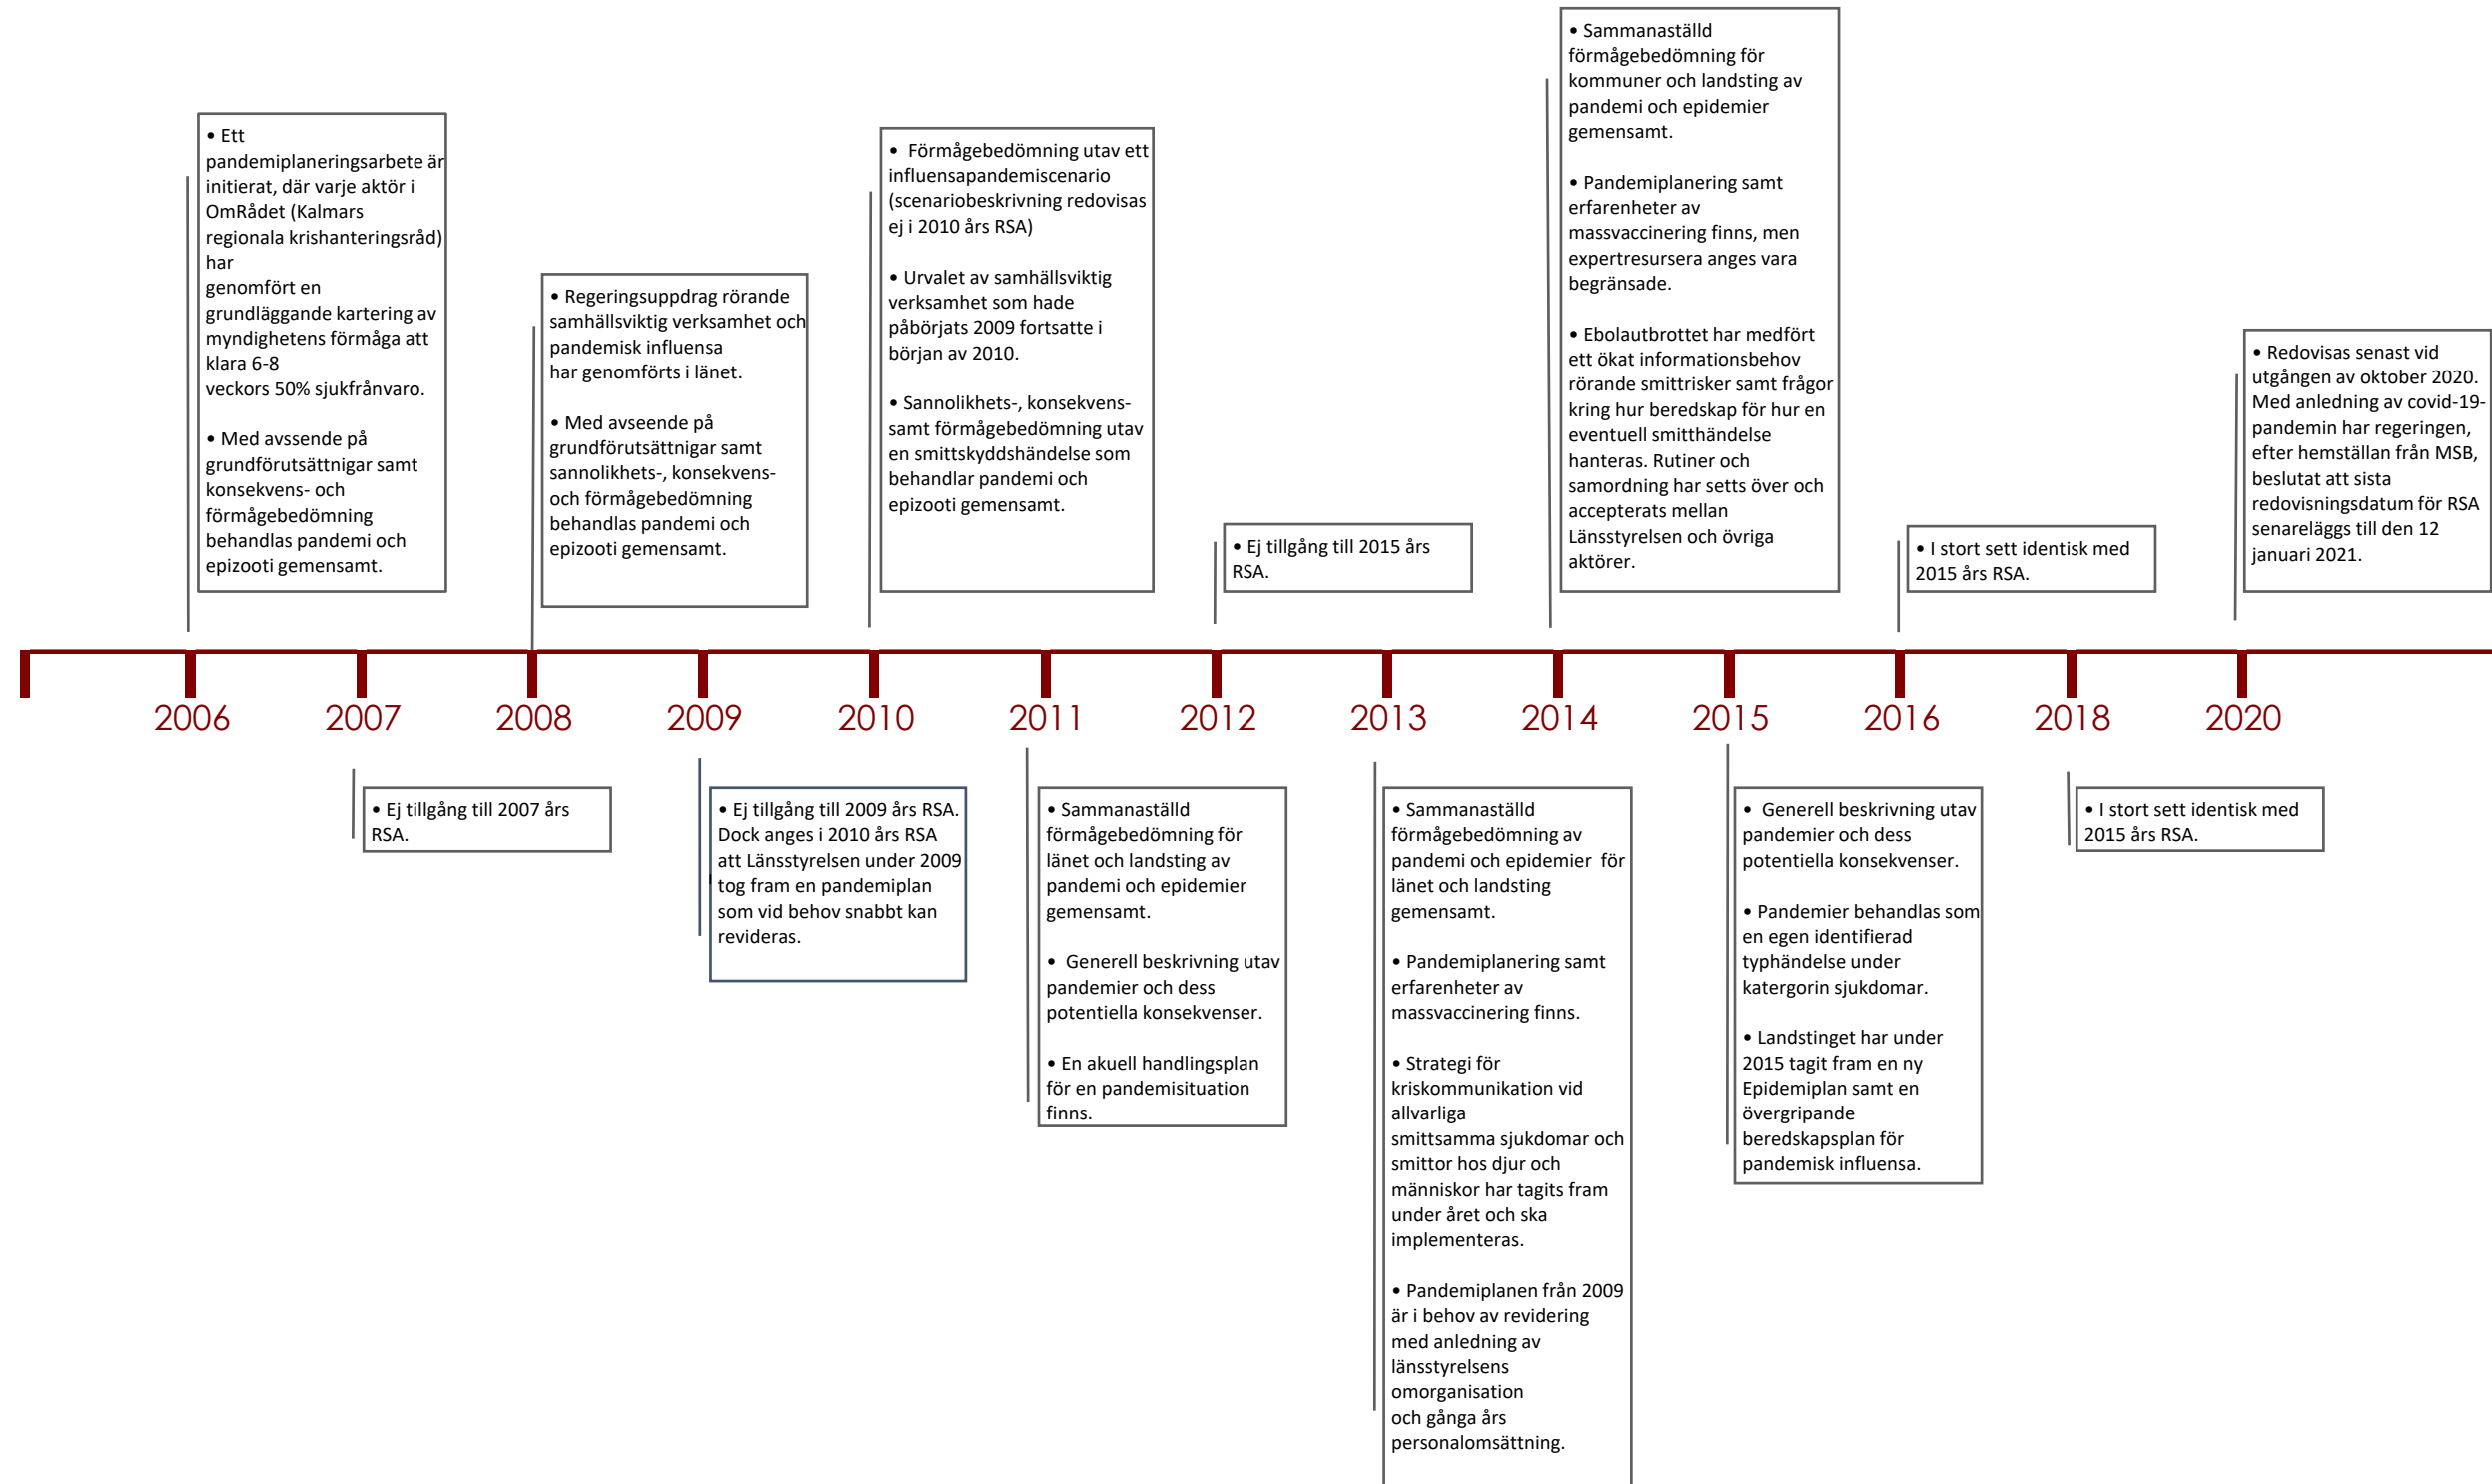 • Ett
pandemiplaneringsarbete är
initierat, där varje aktör i
OmRådet (Kalmars
regionala krishanteringsråd)
har
genomfört en
grundläggande kartering av
myndighetens förmåga att
klara 6-8
veckors 50% sjukfrånvaro.
• Med avssende på
grundförutsättnigar samt
konsekvens- och
förmågebedömning
behandlas pandemi och
epizooti gemensamt.
• Regeringsuppdrag rörande
samhällsviktig verksamhet och
pandemisk influensa
har genomförts i länet.
• Med avseende på
grundförutsättnigar samt
sannolikhets-, konsekvens-
och förmågebedömning
behandlas pandemi och
epizooti gemensamt.
• Förmågebedömning utav ett
influensapandemiscenario
(scenariobeskrivning redovisas
ej i 2010 års RSA)
• Urvalet av samhällsviktig
verksamhet som hade
påbörjats 2009 fortsatte i
början av 2010.
• Sannolikhets-, konsekvens-
samt förmågebedömning utav
en smittskyddshändelse som
behandlar pandemi och
epizooti gemensamt.
• Ej tillgång till 2015 års
RSA.
• Sammanaställd
förmågebedömning för
kommuner och landsting av
pandemi och epidemier
gemensamt.
• Pandemiplanering samt
erfarenheter av
massvaccinering finns, men
expertresursera anges vara
begränsade.
• Ebolautbrottet har medfört
ett ökat informationsbehov
rörande smittrisker samt frågor
kring hur beredskap för hur en
eventuell smitthändelse
hanteras. Rutiner och
samordning har setts över och
accepterats mellan
Länsstyrelsen och övriga
aktörer.
• I stort sett identisk med
2015 års RSA.
• Redovisas senast vid
utgången av oktober 2020.
Med anledning av covid-19-
pandemin har regeringen,
efter hemställan från MSB,
beslutat att sista
redovisningsdatum för RSA
senareläggs till den 12
januari 2021.
2006 2007 2008 2009 2010 2011 2012 2013 2014 2015 2016 2018 2020
• Ej tillgång till 2007 års
RSA.
• Ej tillgång till 2009 års RSA.
Dock anges i 2010 års RSA
att Länsstyrelsen under 2009
tog fram en pandemiplan
som vid behov snabbt kan
revideras.
• Sammanaställd
förmågebedömning för
länet och landsting av
pandemi och epidemier
gemensamt.
• Generell beskrivning utav
pandemier och dess
potentiella konsekvenser.
• En akuell handlingsplan
för en pandemisituation
finns.
• Sammanaställd
förmågebedömning av
pandemi och epidemier för
länet och landsting
gemensamt.
• Pandemiplanering samt
erfarenheter av
massvaccinering finns.
• Strategi för
kriskommunikation vid
allvarliga
smittsamma sjukdomar och
smittor hos djur och
människor har tagits fram
under året och ska
implementeras.
• Pandemiplanen från 2009
är i behov av revidering
med anledning av
länsstyrelsens
omorganisation
och gånga års
personalomsättning.
• Generell beskrivning utav
pandemier och dess
potentiella konsekvenser.
• Pandemier behandlas som
en egen identifierad
typhändelse under
katergorin sjukdomar.
• Landstinget har under
2015 tagit fram en ny
Epidemiplan samt en
övergripande
beredskapsplan för
pandemisk influensa.
• I stort sett identisk med
2015 års RSA.